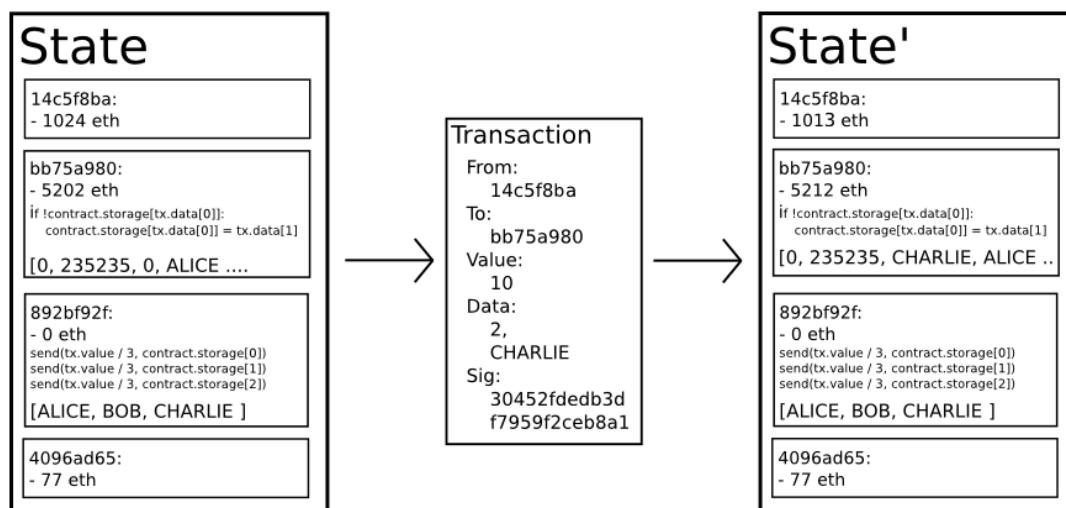 State
14c5f8ba:
- 1024 eth
bb75a980:
- 5202 eth
if !contract.storage[tx.data[0]]:
contract.storage[tx.data[0]] = tx.data[1]
[0, 235235, 0, ALICE ....
892bf92f:
- 0 eth
send(tx.value / 3, contract.storage[0])
send(tx.value / 3, contract.storage[1])
send(tx.value / 3, contract.storage[2])
[ALICE, BOB, CHARLIE ]
4096ad65:
- 77 eth
Transaction
From:
14c5f8ba
To:
bb75a980
Value:
10
Data:
2,
CHARLIE
Sig:
30452fdedb3d
f7959f2ceb8a1
State'
14c5f8ba:
- 1013 eth
bb75a980:
- 5212 eth
if !contract.storage[tx.data[0]]:
contract.storage[tx.data[0]] = tx.data[1]
[0, 235235, CHARLIE, ALICE ..
892bf92f:
- 0 eth
send(tx.value / 3, contract.storage[0])
send(tx.value / 3, contract.storage[1])
send(tx.value / 3, contract.storage[2])
[ALICE, BOB, CHARLIE ]
4096ad65:
- 77 eth